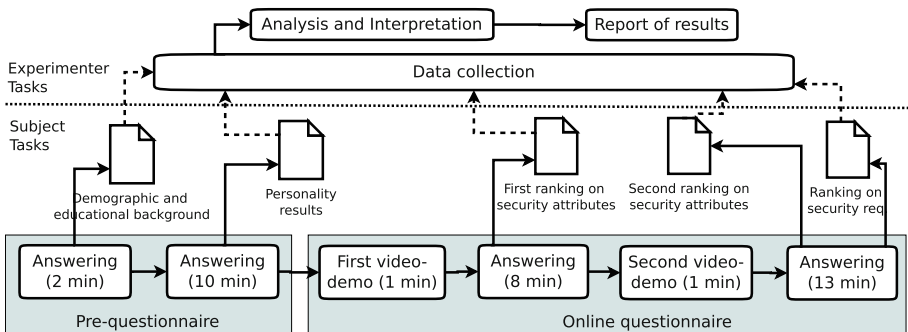 Analysis and Interpretation
Report of results
Experimenter
Tasks
Data collection
Subject
Tasks
Demographic and
educational background
Personality
results
First ranking on
security attributes
Second ranking on
security attributes
Ranking on
security req
Answering
(2 min)
Answering
(10 min)
First video-
demo (1 min)
Answering
(8 min)
Second video-
demo (1 min)
Answering
(13 min)
Pre-questionnaire
Online questionnaire